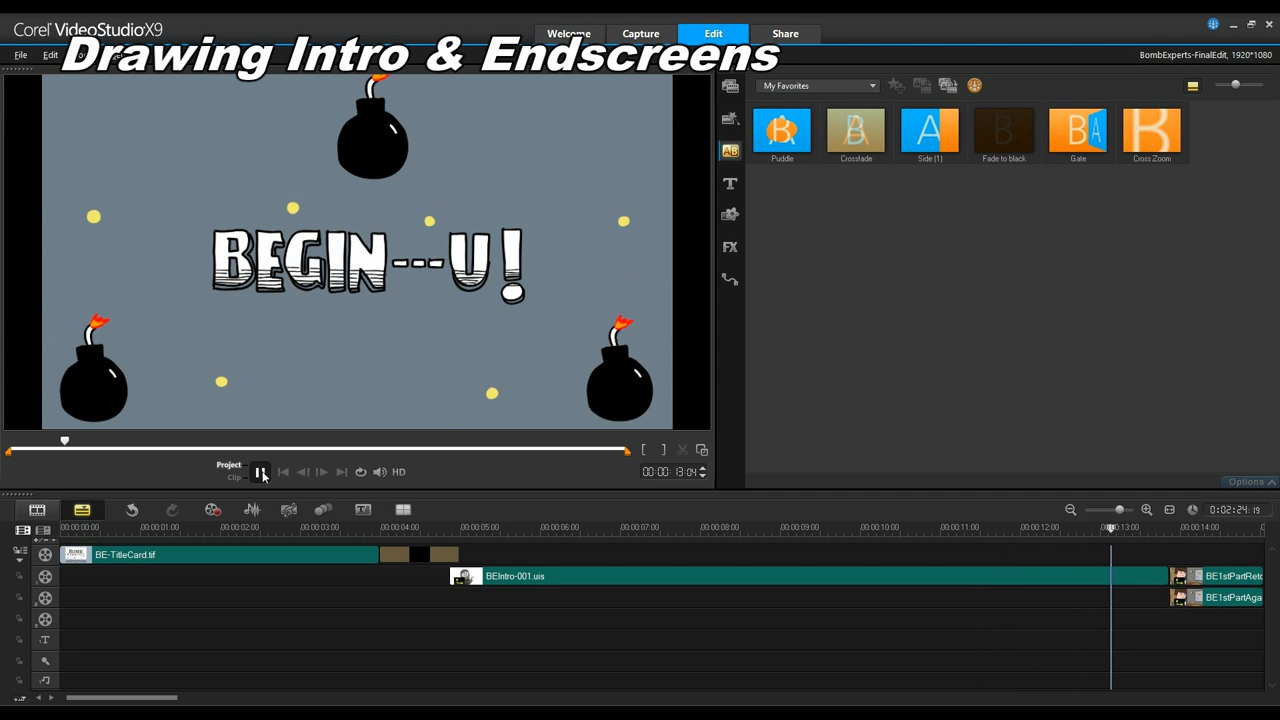 Corel VideoStudio X9
Welcome
Capture
Edit
Share
File
Edit
Drawing Intro & Endscreens
BombExperts-FinalEdit, 1920*1080
My Favorites
BEGIN---U!
Puddle
Crossfade
Side (1)
Fade to black
Gate
Cross Zoom
AB
T
FX
Project
Clip
HD
00:00:13:04
Options
0:02:24:19
00:00:00:00
00:00:01:00
00:00:02:00
00:00:03:00
00:00:04:00
00:00:05:00
00:00:06:00
00:00:07:00
00:00:08:00
00:00:09:00
00:00:10:00
00:00:11:00
00:00:12:00
00:00:13:00
00:00:14:00
BE-TitleCard.tif
BEIntro-001.uis
BE1stPartReto
BE1stPartAga